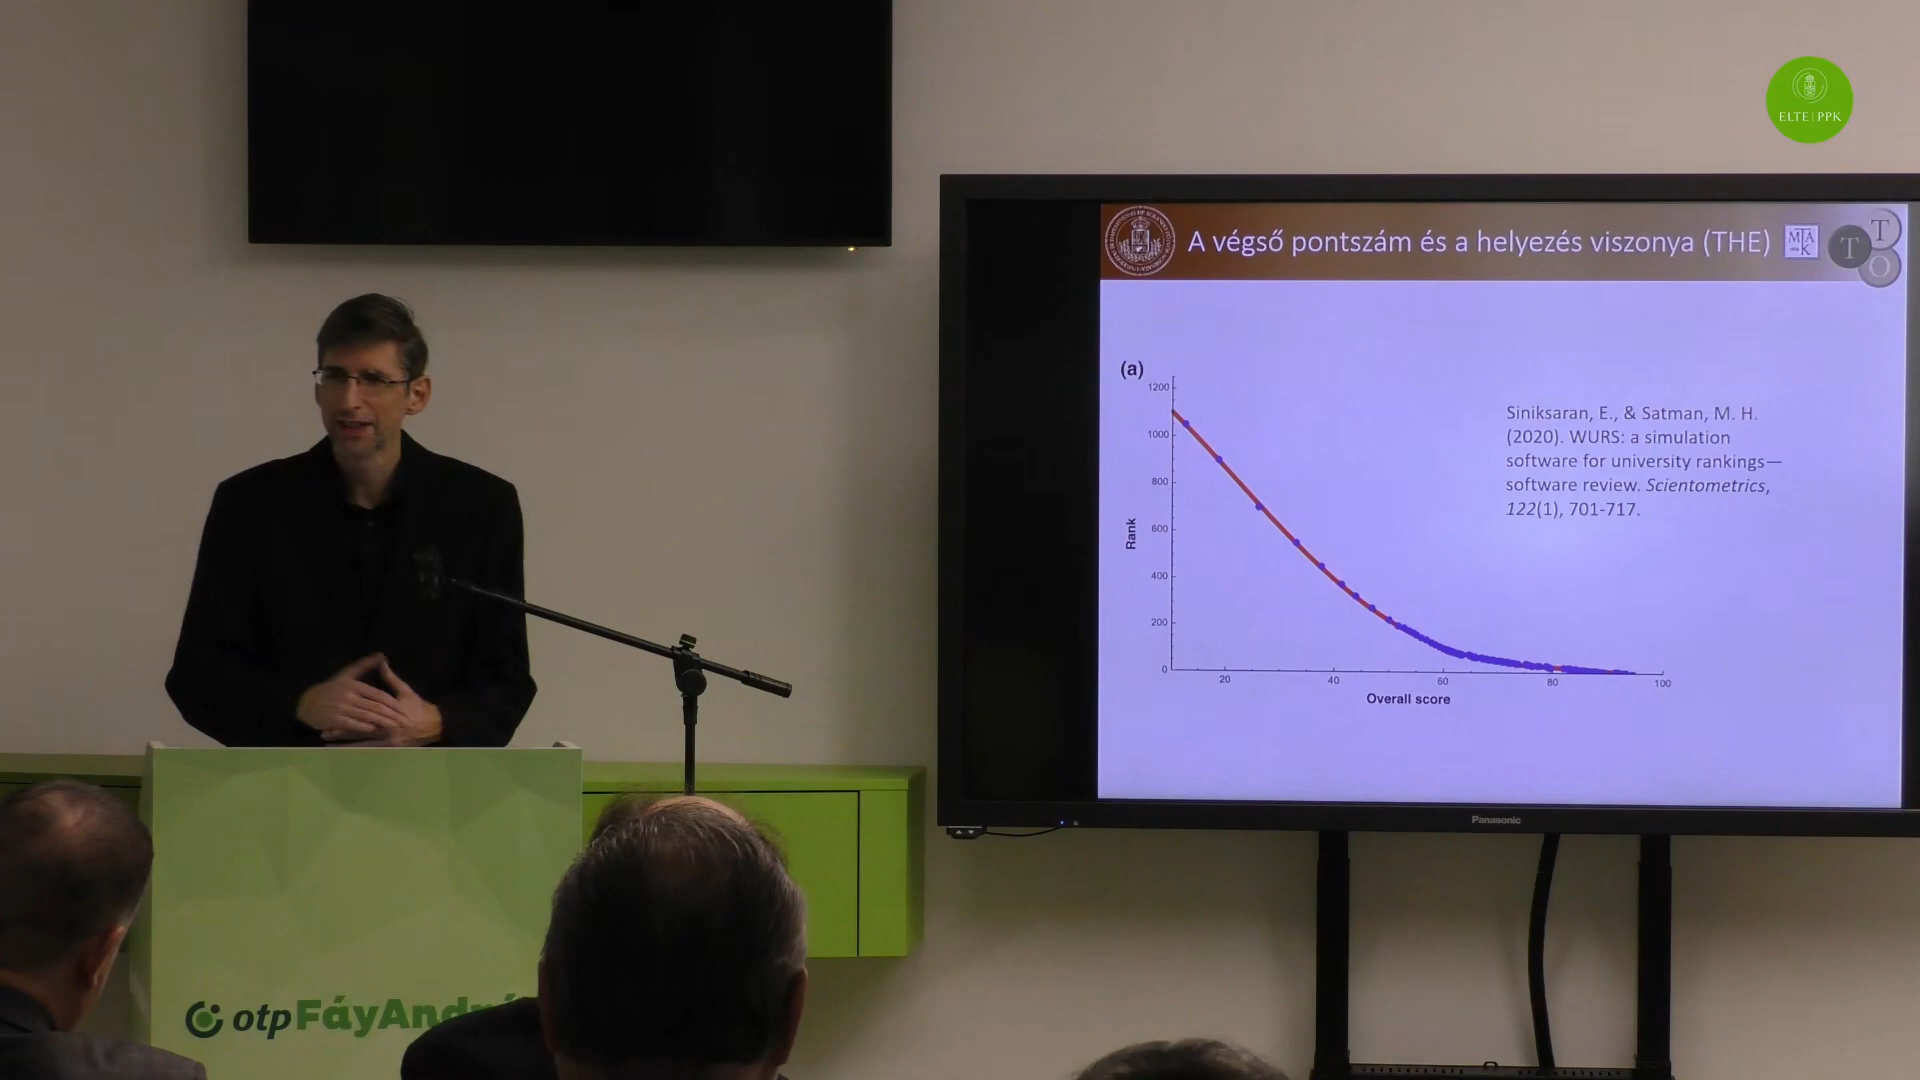 ELTE | PPK
A végső pontszám és a helyezés viszonya (THE)
M
T A
K
T
T
O
(a)
1200
1000
800
600
400
200
0
Rank
20
40
60
80
100
Overall score
Siniksaran, E., & Satman, M. H.
(2020). WURS: a simulation
software for university rankings—
software review. Scientometrics,
122(1), 701-717.
Panasonic
otp FáyAndrá